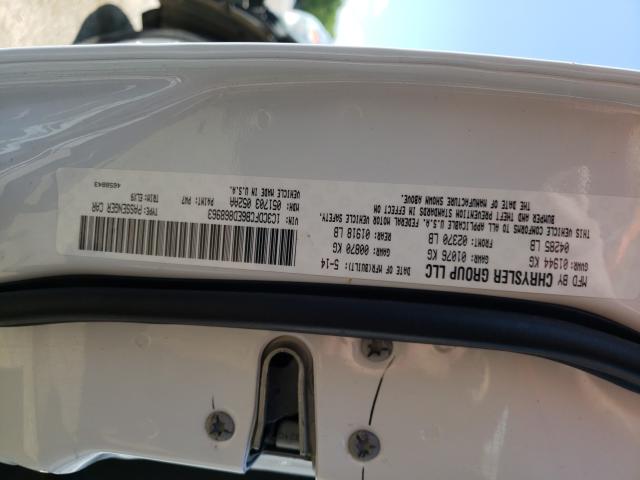 MFD BY CHRYSLER GROUP LLC
DATE OF MFR(BUILT): 5-14
GVWR: 01944 KG GAWR: 01076 KG 00870 KG
04285 LB FRONT: 02370 LB REAR: 01918 LB
THIS VEHICLE CONFORMS TO ALL APPLICABLE FEDERAL MOTOR VEHICLE SAFETY,
BUMPER AND THEFT PREVENTION STANDARDS IN EFFECT ON
THE DATE OF MANUFACTURE SHOWN ABOVE.
VIN: TYPE: PASSENGER CAR
MDH: 051703 052AA PAINT: PW7 TRIM: ELX9
VEHICLE MADE IN U.S.A. 4658843